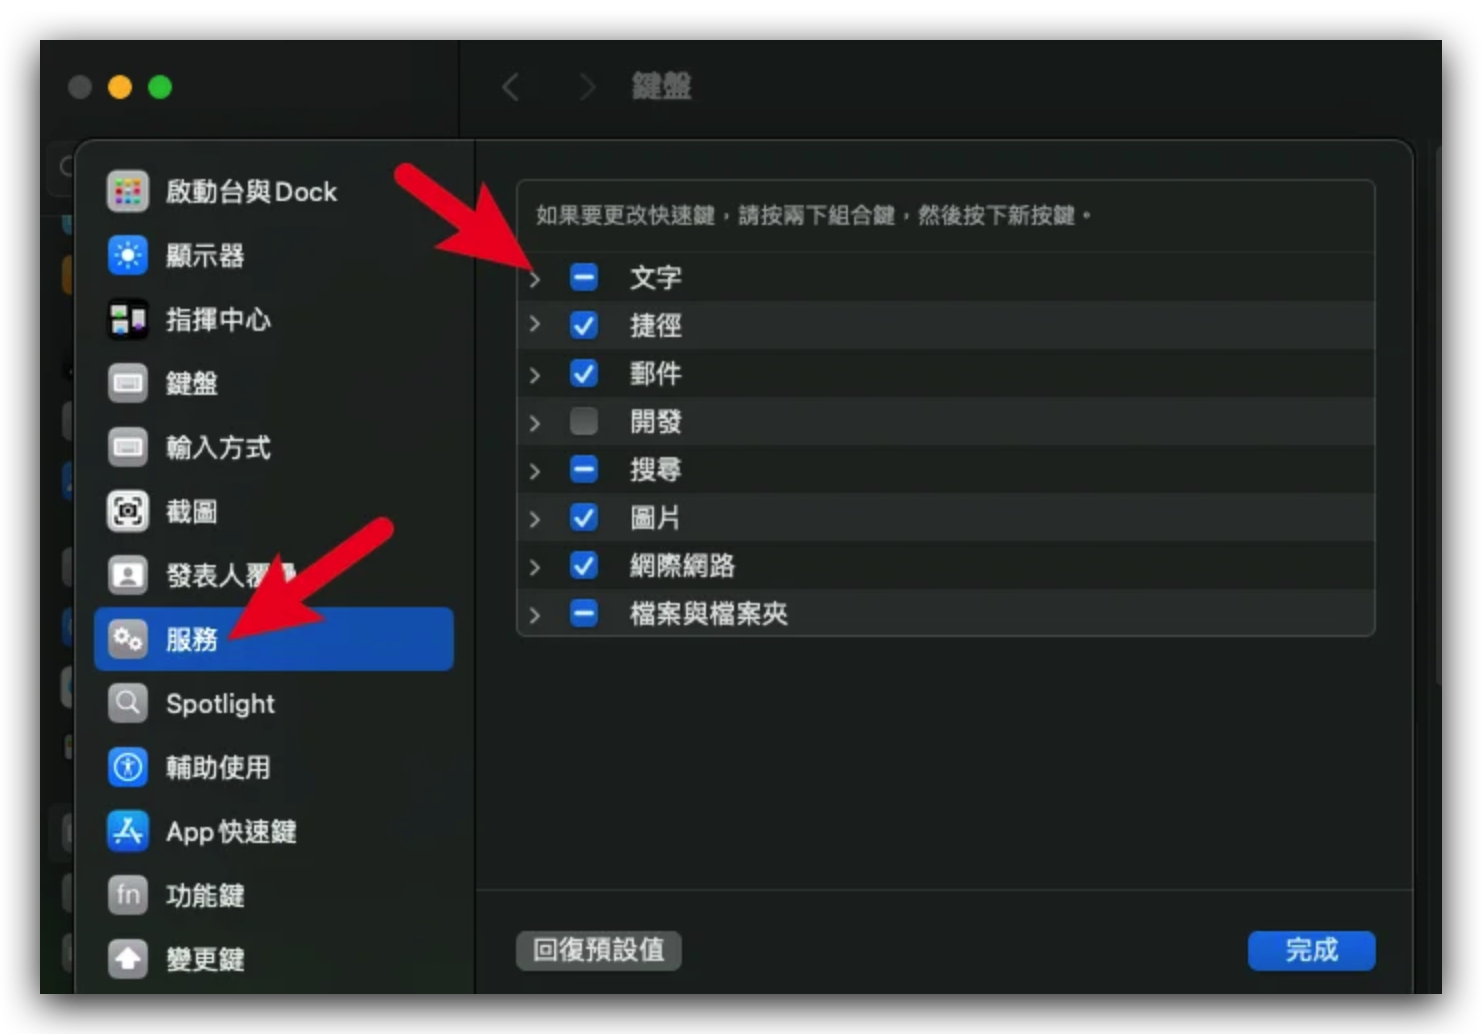 鍵盤
啟動台與Dock
顯示器
指揮中心
鍵盤
輸入方式
截圖
發表人覆
服務
Spotlight
輔助使用
App 快速鍵
fn 功能鍵
變更鍵
如果要更改快速鍵，請按兩下組合鍵，然後按下新按鍵。
文字
捷徑
郵件
開發
搜尋
圖片
網際網路
檔案與檔案夾
回復預設值
完成